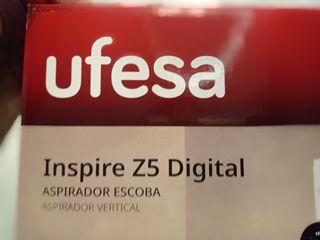 ufesa
Inspire Z5 Digital
ASPIRADOR ESCOBA
ASPIRADOR VERTICAL